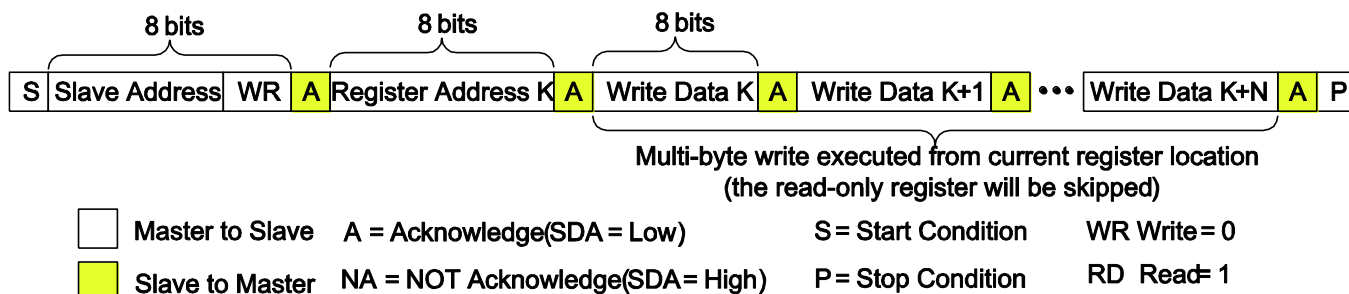 8 bits 8 bits 8 bits
S Slave Address WR A Register Address K A Write Data K A Write Data K+1 A ••• Write Data K+N A P
Multi-byte write executed from current register location
(the read-only register will be skipped)
Master to Slave A = Acknowledge(SDA = Low) S = Start Condition WR Write = 0
Slave to Master NA = NOT Acknowledge(SDA = High) P = Stop Condition RD Read= 1